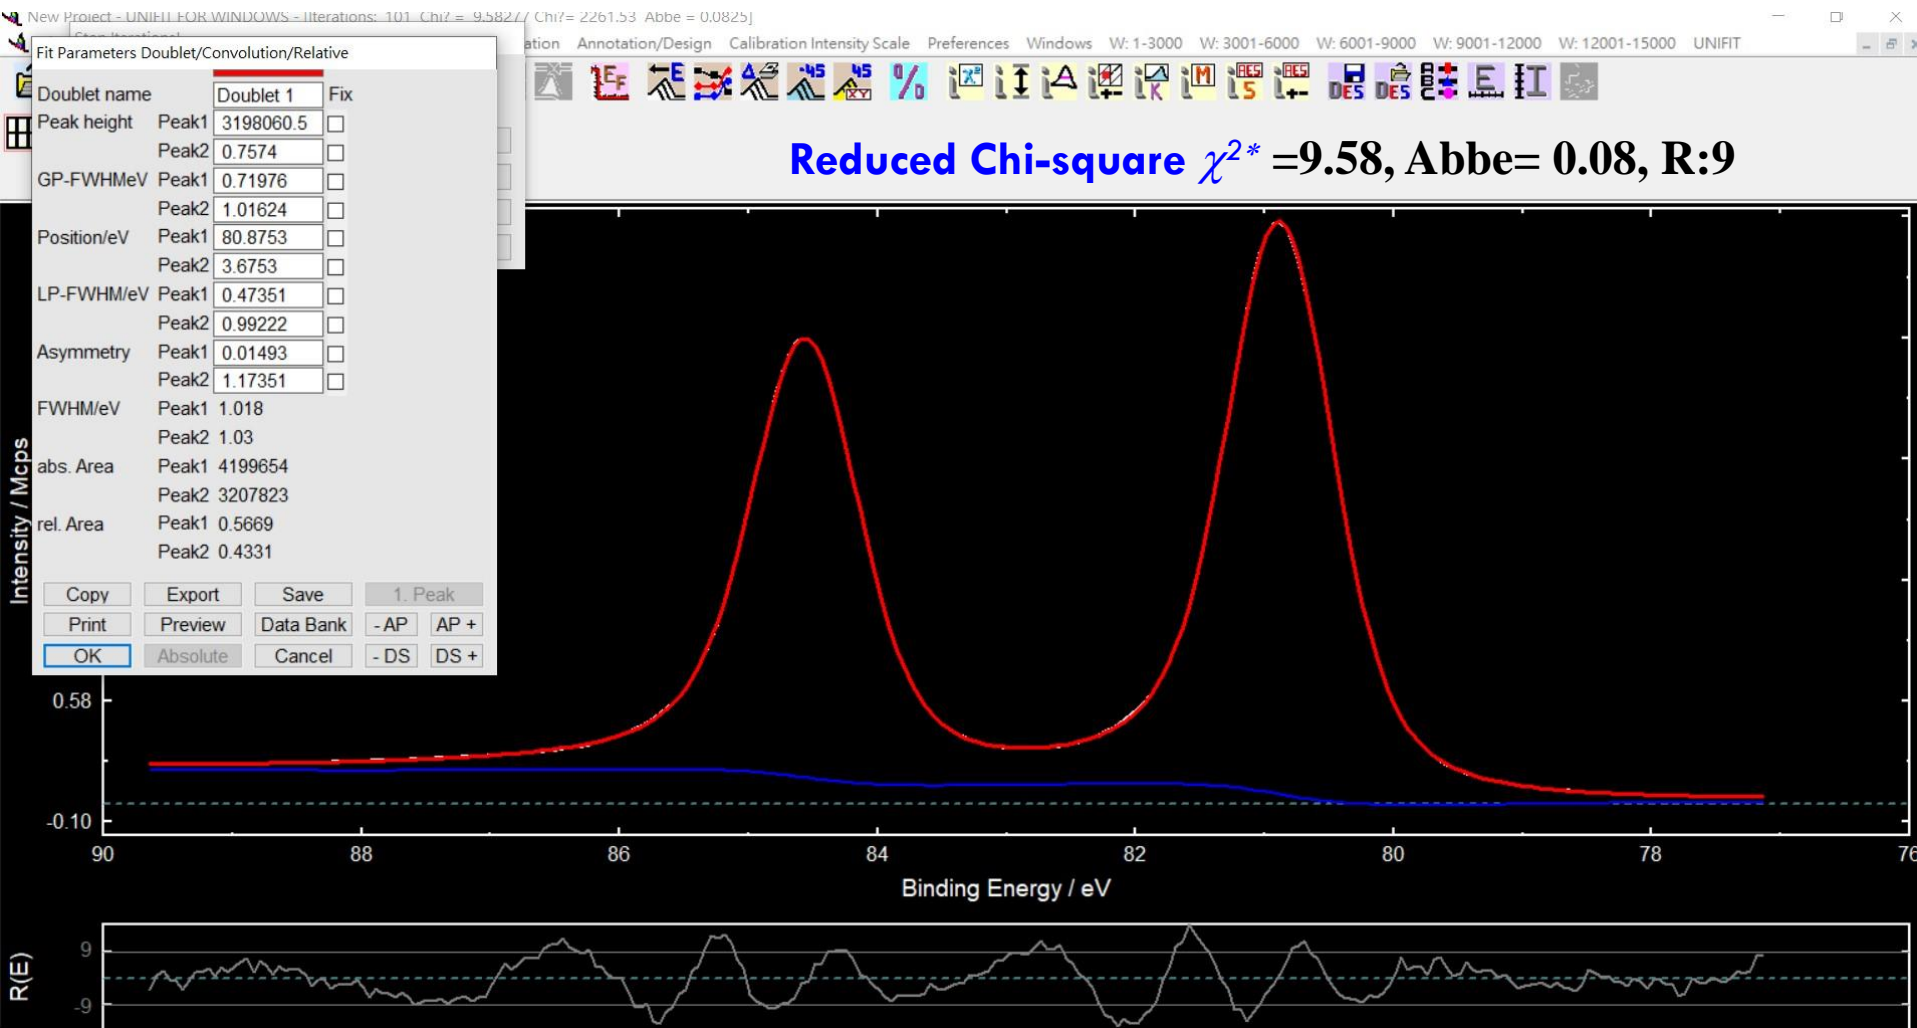 New Project - UNIFIT FOR WINDOWS - [Iterations: 101 Chi? = 9.58277 Chi?= 2261.53 Abbe = 0.0825]
ation Annotation/Design Calibration Intensity Scale Preferences Windows W: 1-3000 W: 3001-6000 W: 6001-9000 W: 9001-12000 W: 12001-15000 UNIFIT
Fit Parameters Doublet/Convolution/Relative
Doublet name Doublet 1 Fix
Peak height Peak1 3198060.5
Peak2 0.7574
GP-FWHMeV Peak1 0.71976
Peak2 1.01624
Position/eV Peak1 80.8753
Peak2 3.6753
LP-FWHM/eV Peak1 0.47351
Peak2 0.99222
Asymmetry Peak1 0.01493
Peak2 1.17351
FWHM/eV Peak1 1.018
Peak2 1.03
abs. Area Peak1 4199654
Peak2 3207823
rel. Area Peak1 0.5669
Peak2 0.4331
Copy Export Save 1. Peak
Print Preview Data Bank - AP AP +
OK Absolute Cancel - DS DS +
Reduced Chi-square χ²* =9.58, Abbe= 0.08, R:9
Intensity / Mcps
0.58
-0.10
90 88 86 84 82 80 78 76
Binding Energy / eV
R(E)
9
-9